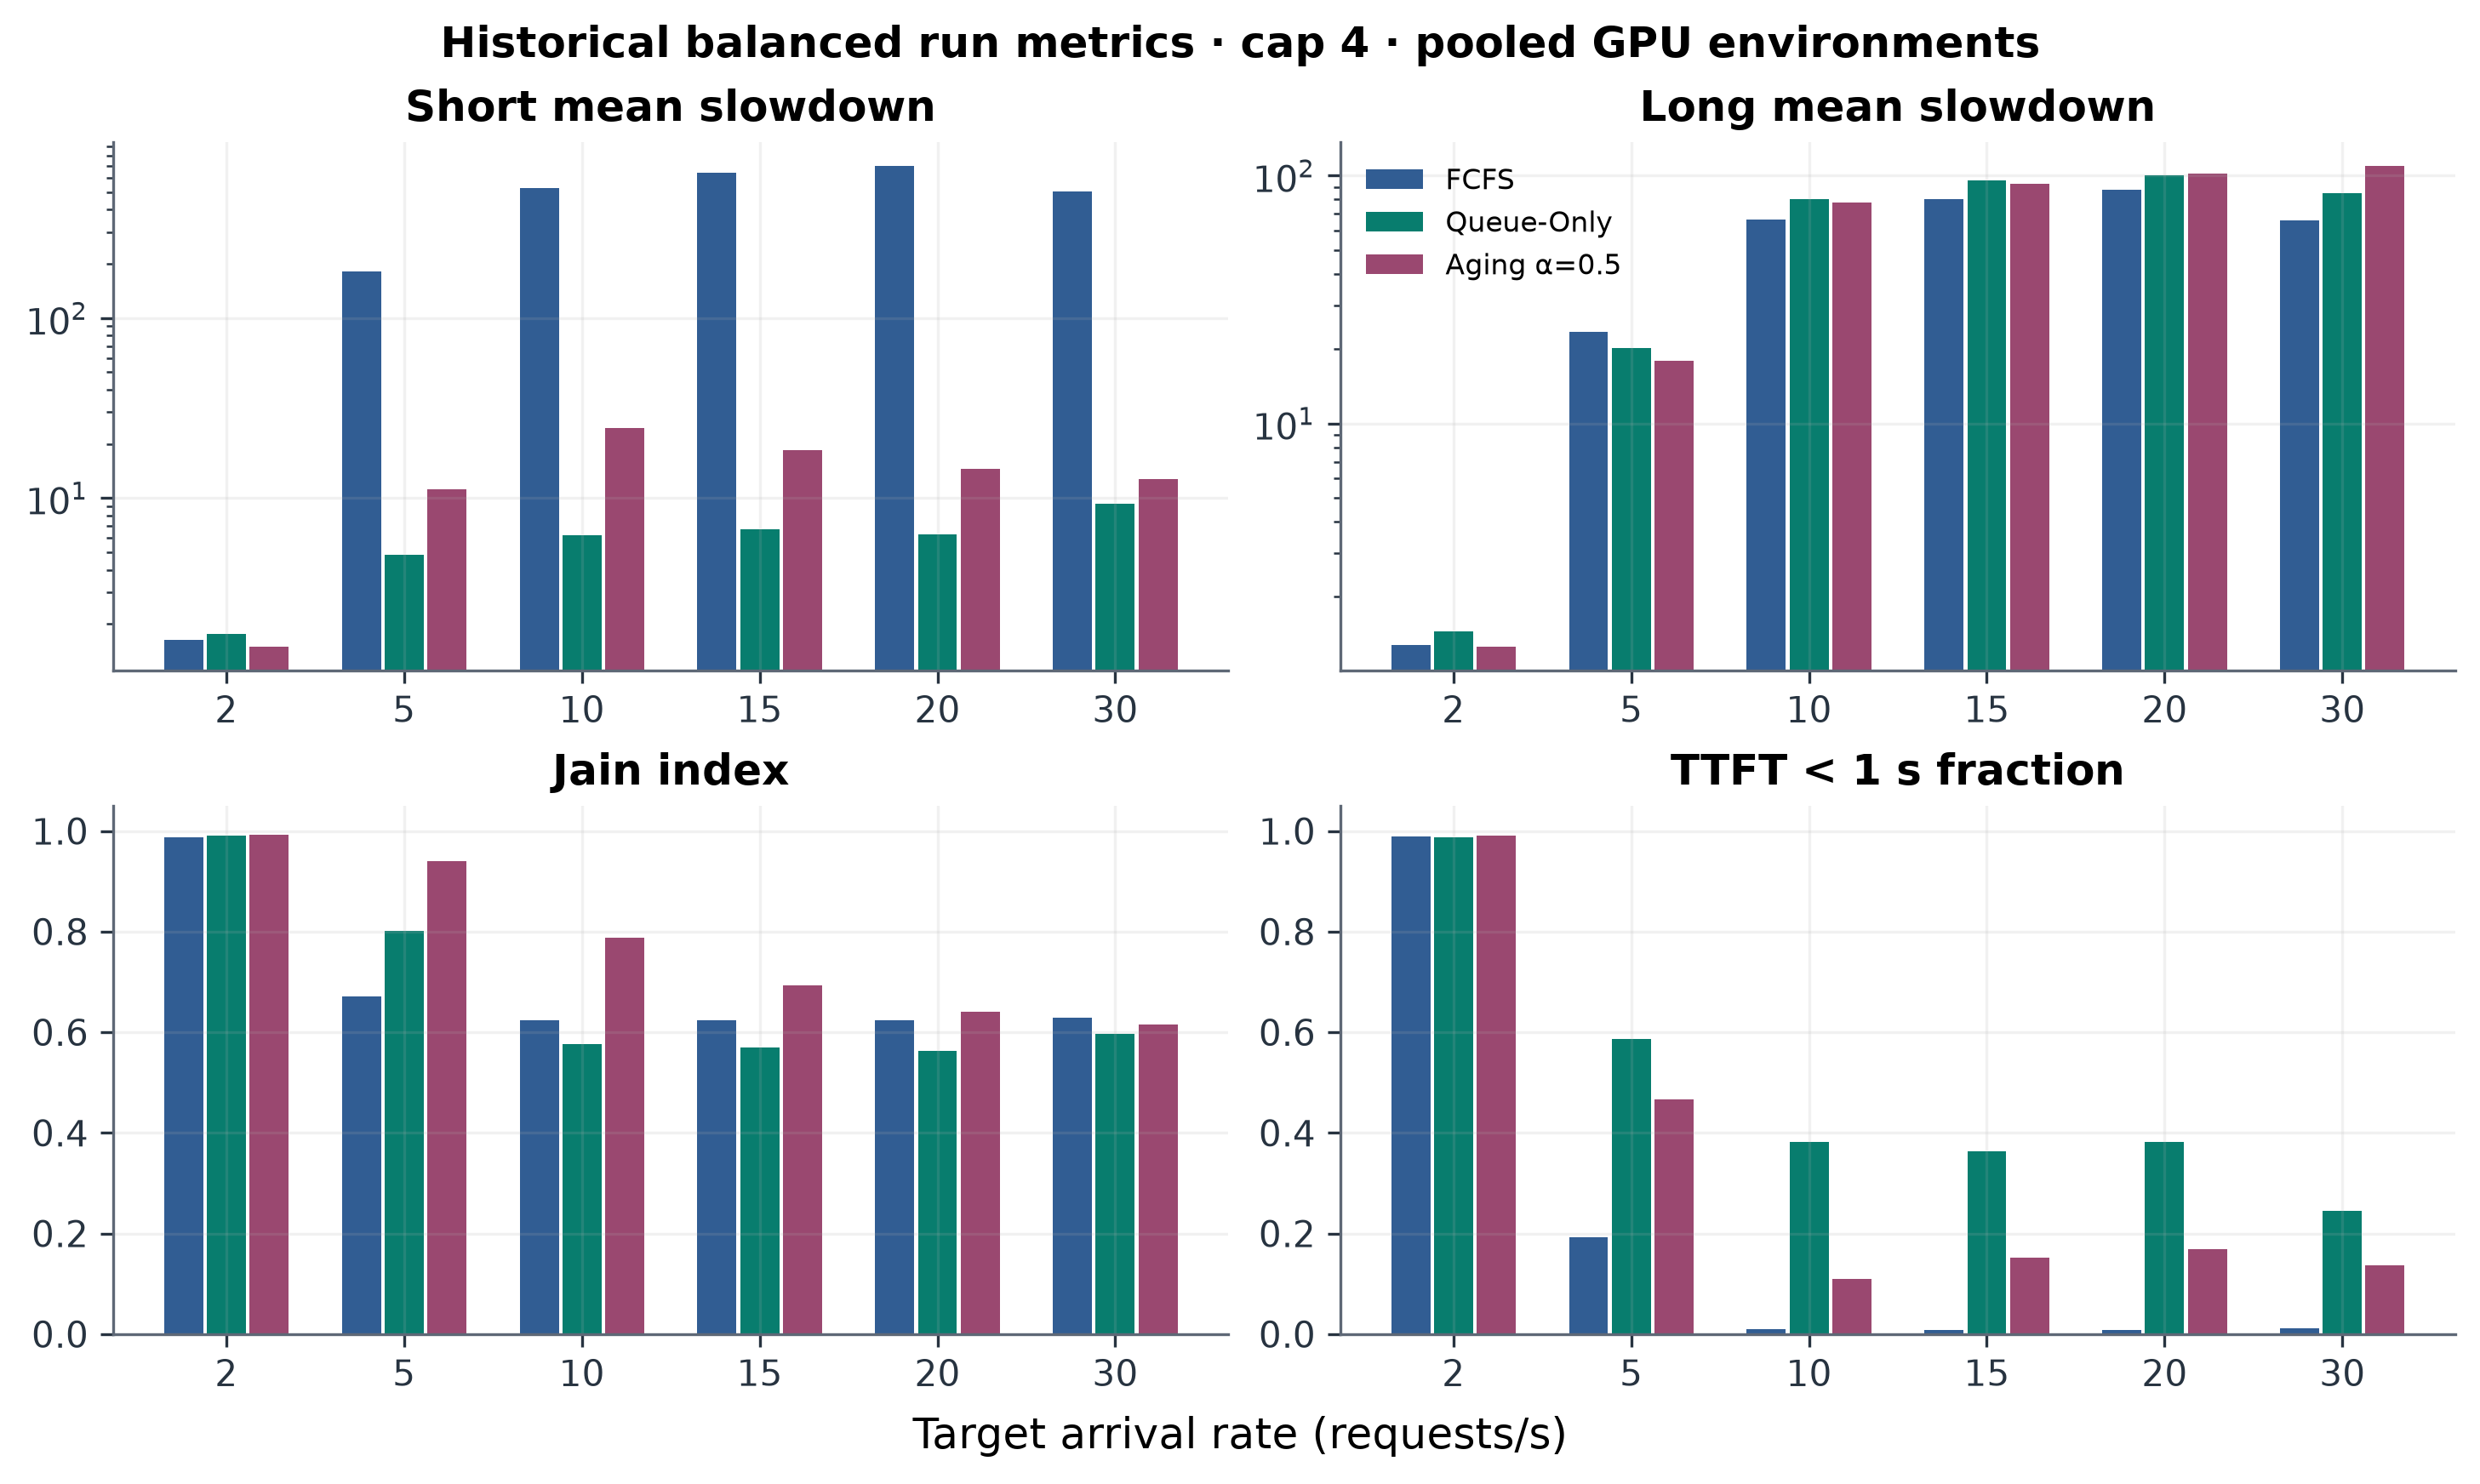 Historical balanced run metrics · cap 4 · pooled GPU environments
Short mean slowdown
10²
10¹
2 5 10 15 20 30
Long mean slowdown
10²
10¹
FCFS
Queue-Only
Aging α=0.5
2 5 10 15 20 30
Jain index
1.0
0.8
0.6
0.4
0.2
0.0
2 5 10 15 20 30
TTFT < 1 s fraction
1.0
0.8
0.6
0.4
0.2
0.0
2 5 10 15 20 30
Target arrival rate (requests/s)